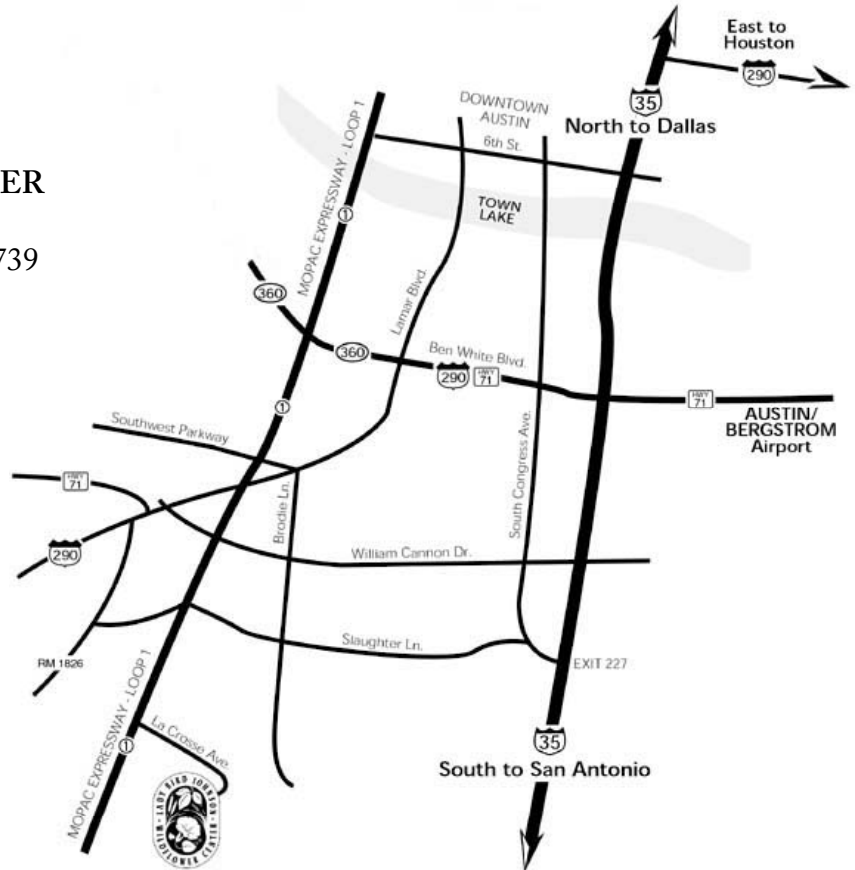 East to
Houston
290
35
North to Dallas
DOWNTOWN
AUSTIN
6th St.
MOPAC EXPRESSWAY - LOOP 1
1
TOWN
LAKE
ER
739
360
Lamar Blvd.
360
Ben White Blvd.
290
HWY
71
HWY
71
AUSTIN/
BERGSTROM
Airport
1
Southwest Parkway
South Congress Ave.
HWY
71
Brodie Ln.
290
William Cannon Dr.
Slaughter Ln.
RM 1826
EXIT 227
La Crosse Ave.
MOPAC EXPRESSWAY - LOOP 1
1
35
South to San Antonio
LADY BIRD JOHNSON
WILDFLOWER CENTER